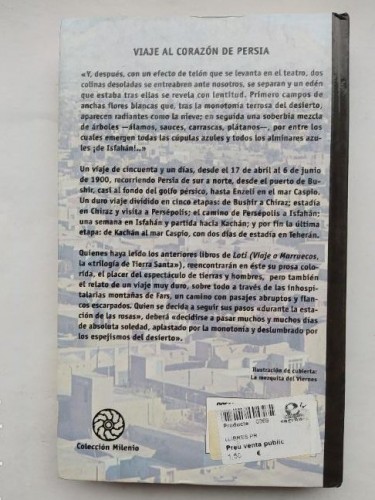 VIAJE AL CORAZÓN DE PERSIA
«Y, después, con un efecto de telón que se levanta en el teatro, dos
colinas desoladas se entreabren ante nosotros, se separan y un edén
que estaba tras ellas se revela con lentitud. Primero campos de
anchas flores blancas que, tras la monotonía terrosa del desierto,
aparecen radiantes como la nieve; en seguida una soberbia mezcla
de árboles —álamos, sauces, carrascas, plátanos—, por entre los
cuales emergen todas las cúpulas azules y todos los alminares azu-
les ¡de Isfahán!...»
Un viaje de cincuenta y un días, desde el 17 de abril al 6 de junio
de 1900, recorriendo Persia de sur a norte, desde el puerto de Bu-
shir, casi al fondo del golfo pérsico, hasta Enzelí en el mar Caspio.
Un duro viaje dividido en cinco etapas: de Bushir a Chiraz; estadía
en Chiraz y visita a Persépolis; el camino de Persépolis a Isfahán;
una semana en Isfahán y partida hacia Kachán; y por fin la última
etapa: de Kachán al mar Caspio, con dos días de estadía en Teherán.
Quienes haya leído los anteriores libros de Loti (Viaje a Marruecos,
la «trilogía de Tierra Santa»), reencontrarán en éste su prosa colo-
rida, el placer del espectáculo de tierras y hombres, pero también
el relato de un viaje muy duro, sobre todo a través de las inhospi-
talarias montañas de Fars, un camino con pasajes abruptos y flan-
cos escarpados. Quien se decida a seguir sus pasos «durante la esta-
ción de las rosas», deberá «decidirse a pasar muchos y muchos días
de absoluta soledad, aplastado por la monotonía y deslumbrado por
los espejismos del desierto».
Ilustración de cubierta:
La mezquita del Viernes
Colección Milenio
Producte
Preu venta public
1,50 €